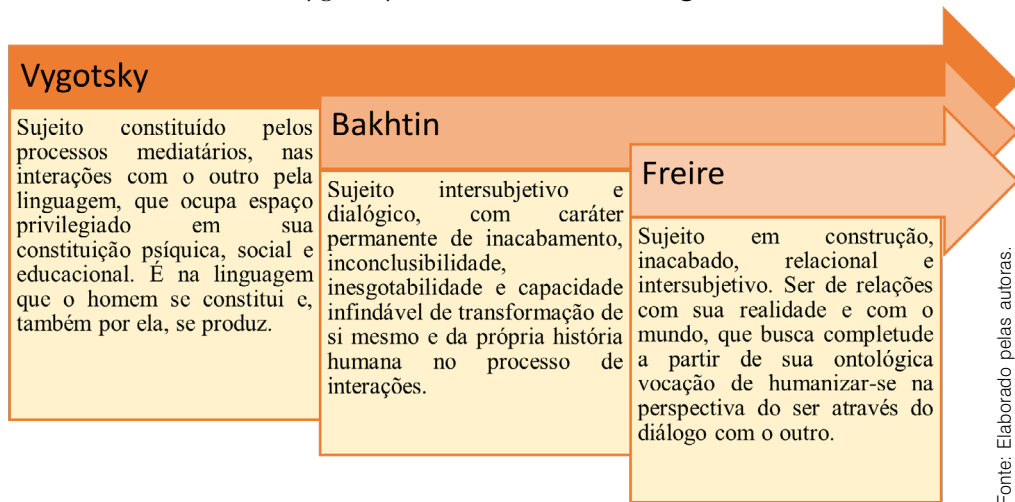 Vygotsky
Sujeito constituído pelos
processos mediatários, nas
interações com o outro pela
linguagem, que ocupa espaço
privilegiado em sua
constituição psíquica, social e
educacional. É na linguagem
que o homem se constitui e,
também por ela, se produz.
Bakhtin
Sujeito intersubjetivo e
dialógico, com caráter
permanente de inacabamento,
inconclusibilidade,
inesgotabilidade e capacidade
infindável de transformação de
si mesmo e da própria história
humana no processo de
interações.
Freire
Sujeito em construção,
inacabado, relacional e
intersubjetivo. Ser de relações
com sua realidade e com o
mundo, que busca completude
a partir de sua ontológica
vocação de humanizar-se na
perspectiva do ser através do
diálogo com o outro.
Fonte: Elaborado pelas autoras.